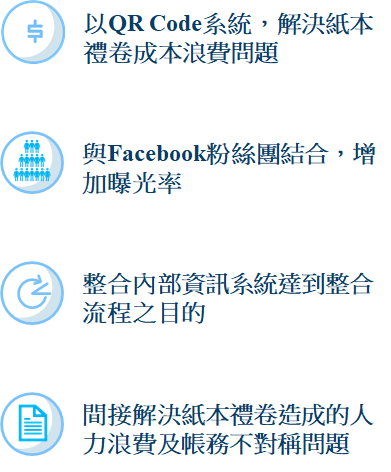 以QR Code系統，解決紙本
禮卷成本浪費問題
與Facebook粉絲團結合，增
加曝光率
整合內部資訊系統達到整合
流程之目的
間接解決紙本禮卷造成的人
力浪費及帳務不對稱問題